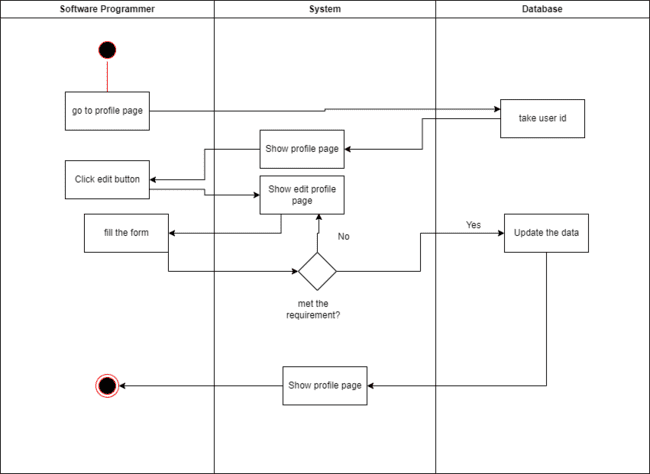 Software Programmer
System
Database
go to profile page
take user id
Show profile page
Click edit button
Show edit profile
page
fill the form
No
Yes
Update the data
met the
requirement?
Show profile page